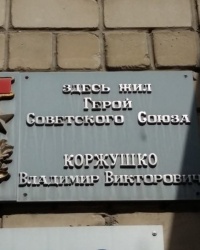 ЗДЕСЬ ЖИЛ
ГЕРОЙ
СОВЕТСКОГО СОЮЗА
КОРЖУШКО
ВЛАДИМИР ВИКТОРОВИЧ